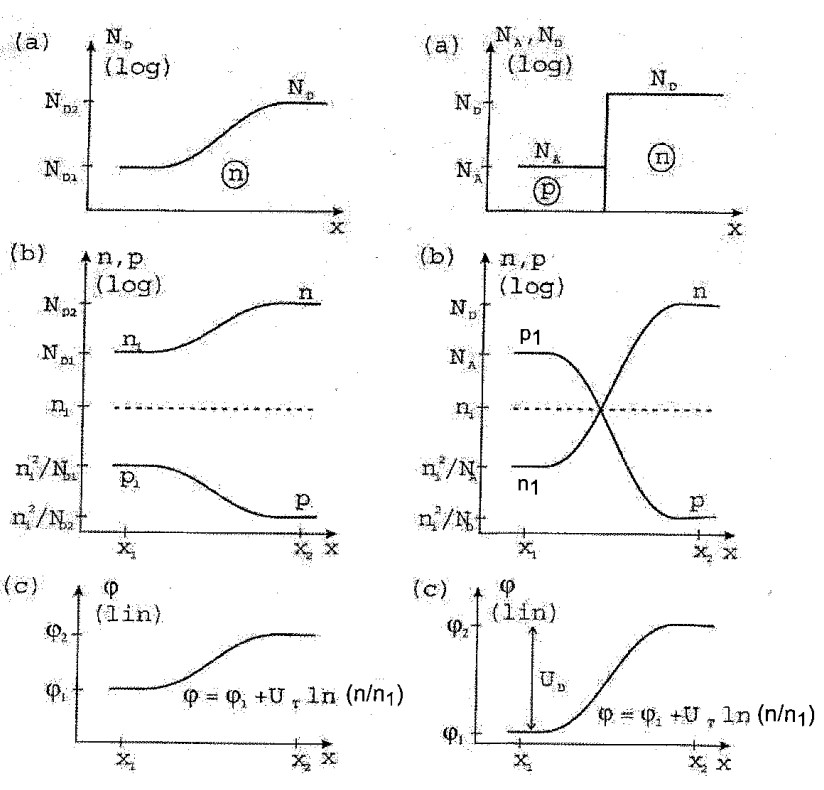 (a)
N_D
(log)
N_D2
N_D
N_D1
n
x
(b)
n,p
(log)
N_D2
n
N_D1
n_1
n_i
n_i^2/N_D1
p_1
n_i^2/N_D2
p
x_1
x_2
x
(c)
φ
(lin)
φ_2
φ_1
φ = φ_1 + U_T ln (n/n1)
x_1
x_2
x
(a)
N_A, N_D
(log)
N_D
N_D
N_A
N_A
n
p
x
(b)
n,p
(log)
N_D
n
p1
N_A
n_i
n_i^2/N_A
n1
n_i^2/N_D
p
x_1
x_2
x
(c)
φ
(lin)
φ_2
U_D
φ = φ_1 + U_T ln (n/n1)
φ_1
x_1
x_2
x